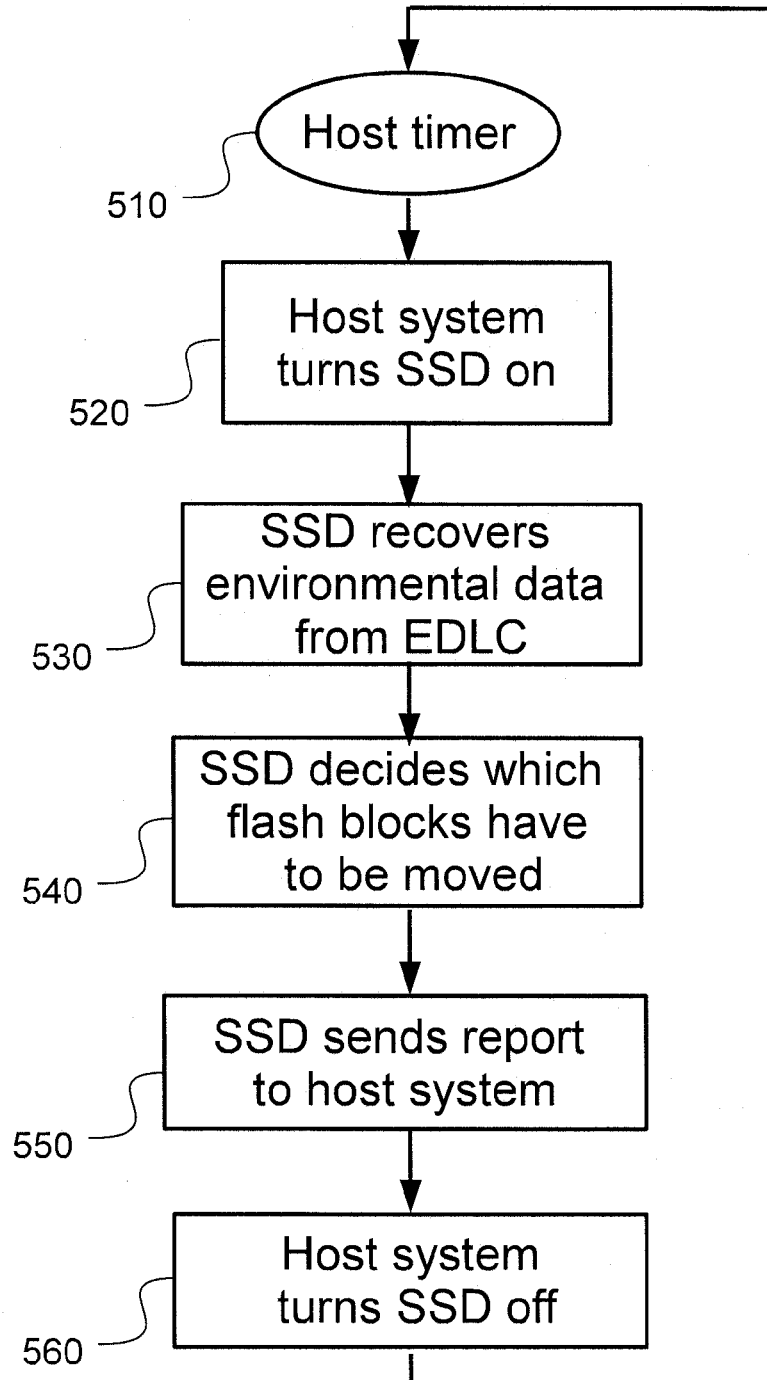 Host timer
510
Host system
turns SSD on
520
SSD recovers
environmental data
from EDLC
530
SSD decides which
flash blocks have
to be moved
540
SSD sends report
to host system
550
Host system
turns SSD off
560